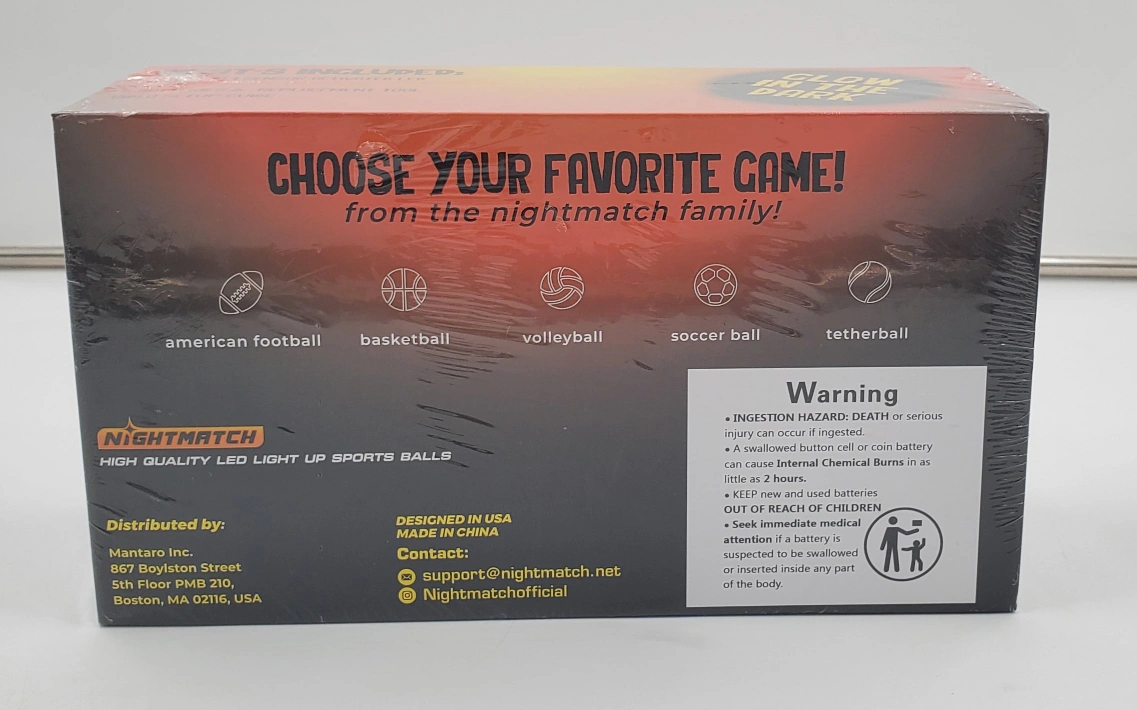 INCLUDED:
GLOW
IN THE
DARK
CHOOSE YOUR FAVORITE GAME!
from the nightmatch family!
american football
basketball
volleyball
soccer ball
tetherball
NIGHTMATCH
HIGH QUALITY LED LIGHT UP SPORTS BALLS
Distributed by:
Mantaro Inc.
867 Boylston Street
5th Floor PMB 210,
Boston, MA 02116, USA
DESIGNED IN USA
MADE IN CHINA
Contact:
support@nightmatch.net
Nightmatchofficial
Warning
• INGESTION HAZARD: DEATH or serious
injury can occur if ingested.
• A swallowed button cell or coin battery
can cause Internal Chemical Burns in as
little as 2 hours.
• KEEP new and used batteries
OUT OF REACH OF CHILDREN
• Seek immediate medical
attention if a battery is
suspected to be swallowed
or inserted inside any part
of the body.